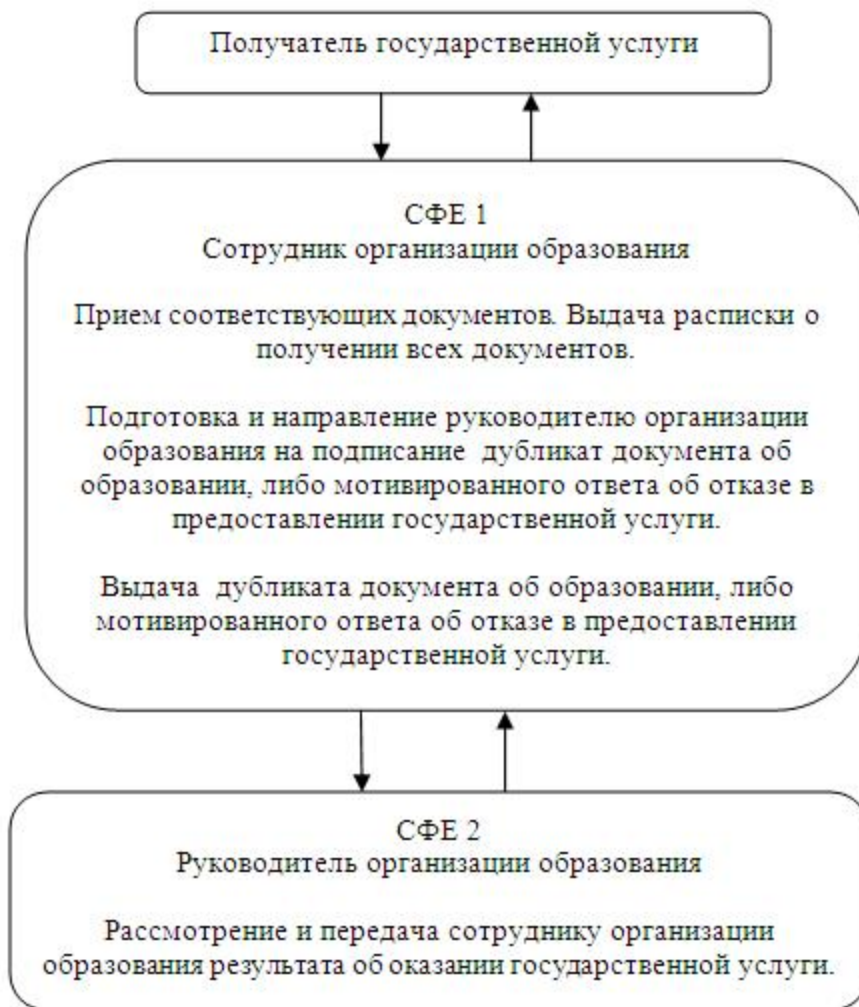 Получатель государственной услуги
СФЕ 1
Сотрудник организации образования
Прием соответствующих документов. Выдача расписки о
получении всех документов.
Подготовка и направление руководителю организации
образования на подписание дубликат документа об
образовании, либо мотивированного ответа об отказе в
предоставлении государственной услуги.
Выдача дубликата документа об образовании, либо
мотивированного ответа об отказе в предоставлении
государственной услуги.
СФЕ 2
Руководитель организации образования
Рассмотрение и передача сотруднику организации
образования результата об оказании государственной услуги.